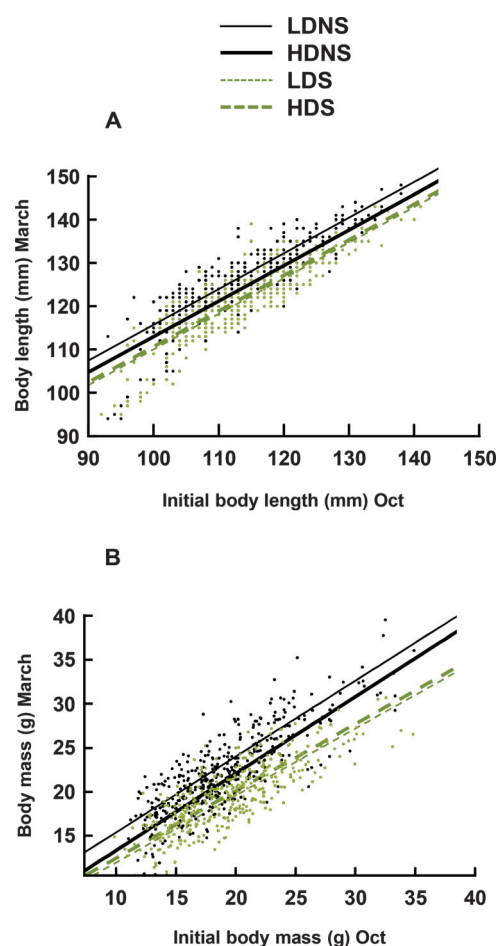 LDNS
HDNS
LDS
HDS
A
Body length (mm) March
150
140
130
120
110
100
90
90 100 110 120 130 140 150
Initial body length (mm) Oct
B
Body mass (g) March
40
35
30
25
20
15
10 15 20 25 30 35 40
Initial body mass (g) Oct